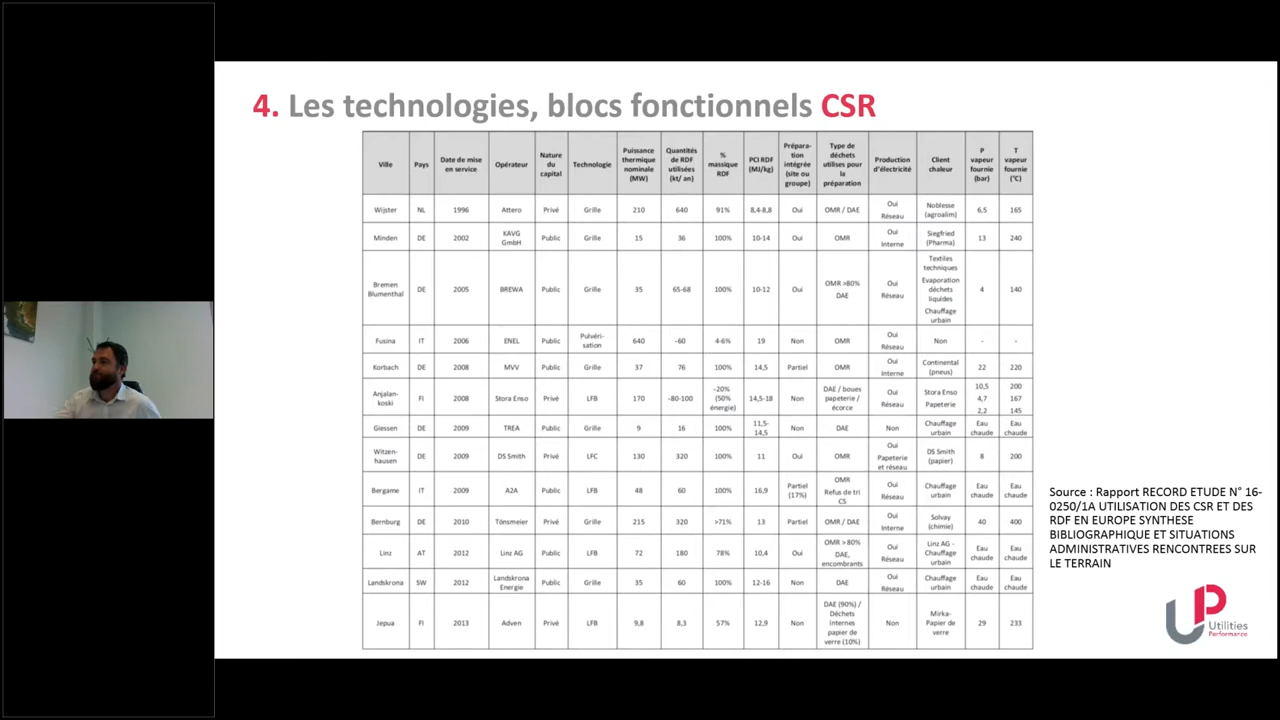 4. Les technologies, blocs fonctionnels CSR
Ville Pays Date de mise en service Opérateur Nature du capital Technologie Puissance thermique nominale (MW) Quantités de RDF utilisées (kt/ an) % massique RDF PCI RDF (MJ/kg) Prépara-tion intégrée (site ou groupe) Type de déchets utilises pour la préparation Production d'électricité Client chaleur P vapeur fournie (bar) T vapeur fournie (°C)
Wijster NL 1996 Attero Privé Grille 210 640 91% 8,4-8,8 Oui OMR / DAE Oui Réseau Noblesse (agroalim) 6,5 165
Minden DE 2002 KAVG GmbH Public Grille 15 36 100% 10-14 Oui OMR Oui Interne Siegfried (Pharma) 13 240
Bremen Blumenthal DE 2005 BREWA Public Grille 35 65-68 100% 10-12 Oui OMR >80% DAE Oui Réseau Textiles techniques Evaporation déchets liquides Chauffage urbain 4 140
Fusina IT 2006 ENEL Public Pulvéri-sation 640 ~60 4-6% 19 Non OMR Oui Réseau Non - -
Korbach DE 2008 MVV Public Grille 37 76 100% 14,5 Partiel OMR Oui Interne Continental (pneus) 22 220
Anjalan-koski FI 2008 Stora Enso Privé LFB 170 ~80-100 ~20% (50% énergie) 14,5-18 Non DAE / boues papeterie / écorce Oui Réseau Stora Enso Papeterie 10,5 4,7 2,2 200 167 145
Giessen DE 2009 TREA Public Grille 9 16 100% 11,5-14,5 Non DAE Non Chauffage urbain Eau chaude Eau chaude
Witzen-hausen DE 2009 DS Smith Privé LFC 130 320 100% 11 Oui OMR Oui Papeterie et réseau DS Smith (papier) 8 200
Bergame IT 2009 A2A Public LFB 48 60 100% 16,9 Partiel (17%) OMR Refus de tri CS Oui Réseau Chauffage urbain Eau chaude Eau chaude
Bernburg DE 2010 Tönsmeier Privé Grille 215 320 >71% 13 Partiel OMR / DAE Oui Interne Solvay (chimie) 40 400
Linz AT 2012 Linz AG Public LFB 72 180 78% 10,4 Oui OMR > 80% DAE, encombrants Oui Réseau Linz AG - Chauffage urbain Eau chaude Eau chaude
Landskrona SW 2012 Landskrona Energie Public Grille 35 60 100% 12-16 Non DAE Oui Réseau Chauffage urbain Eau chaude Eau chaude
Jepua FI 2013 Adven Privé LFB 9,8 8,3 57% 12,9 Non DAE (90%) / Déchets internes papier de verre (10%) Non Mirka- Papier de verre 29 233
Source : Rapport RECORD ETUDE N° 16-
0250/1A UTILISATION DES CSR ET DES
RDF EN EUROPE SYNTHESE
BIBLIOGRAPHIQUE ET SITUATIONS
ADMINISTRATIVES RENCONTREES SUR
LE TERRAIN
UP
Utilities
Performance